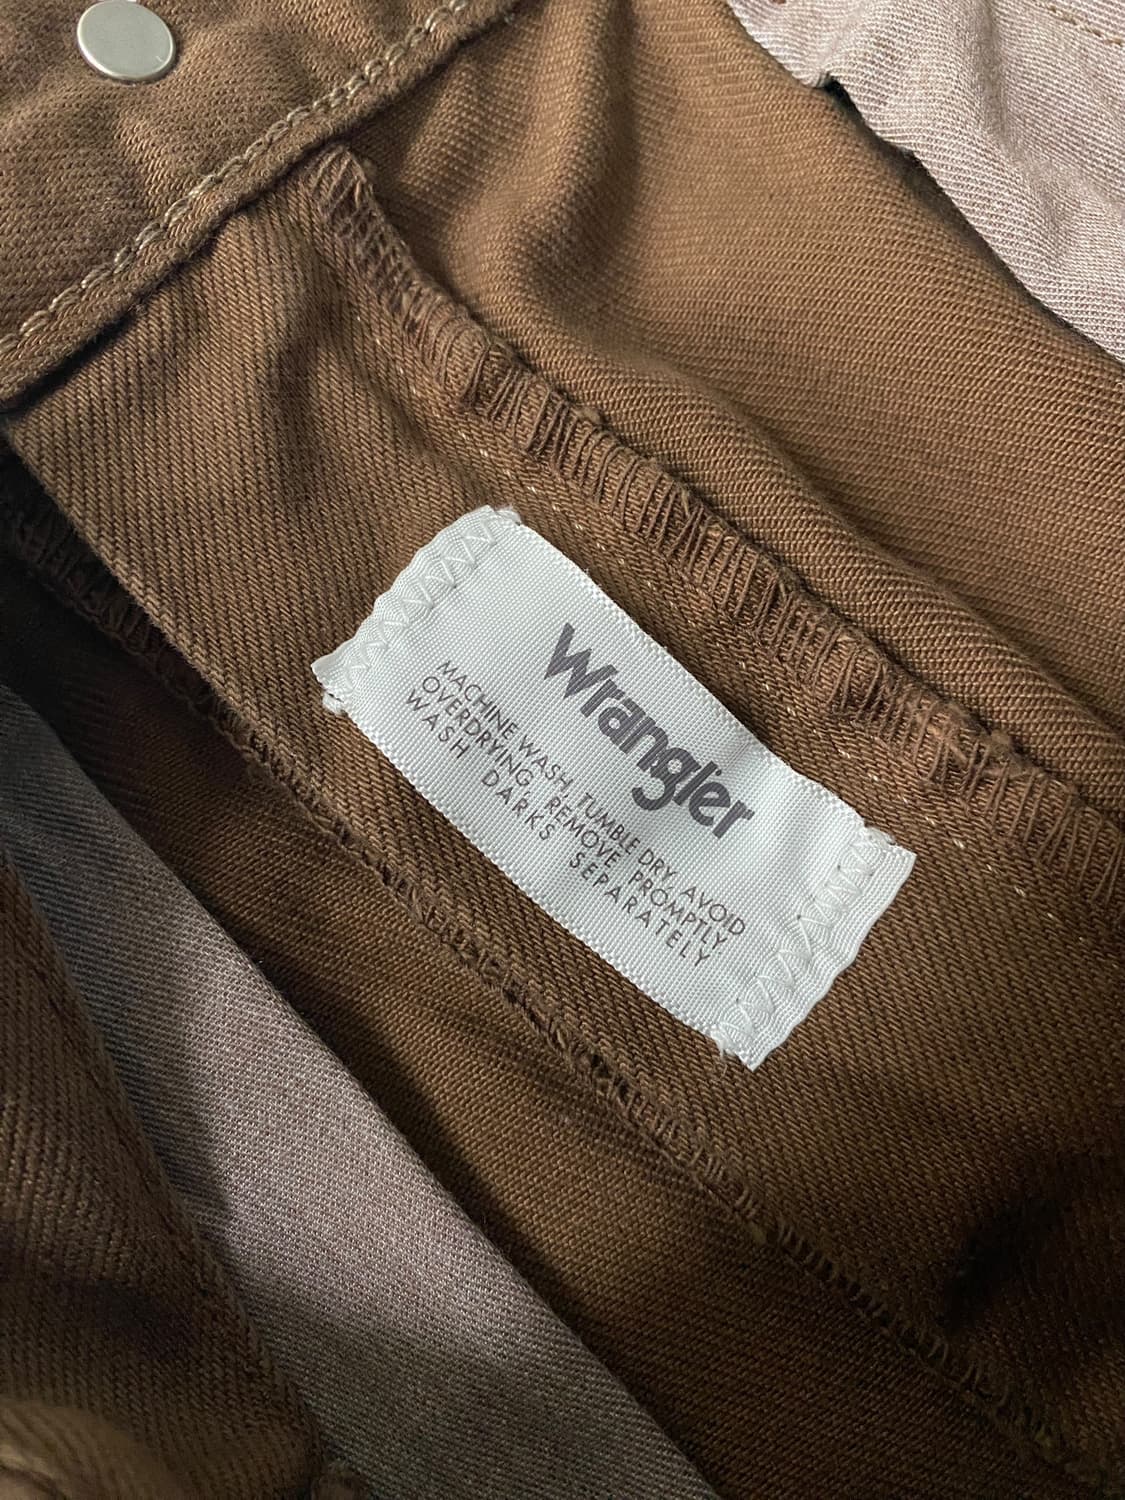 Wrangler
MACHINE WASH, TUMBLE DRY, AVOID
OVERDRYING, REMOVE PROMPTLY
WASH DARKS SEPARATELY